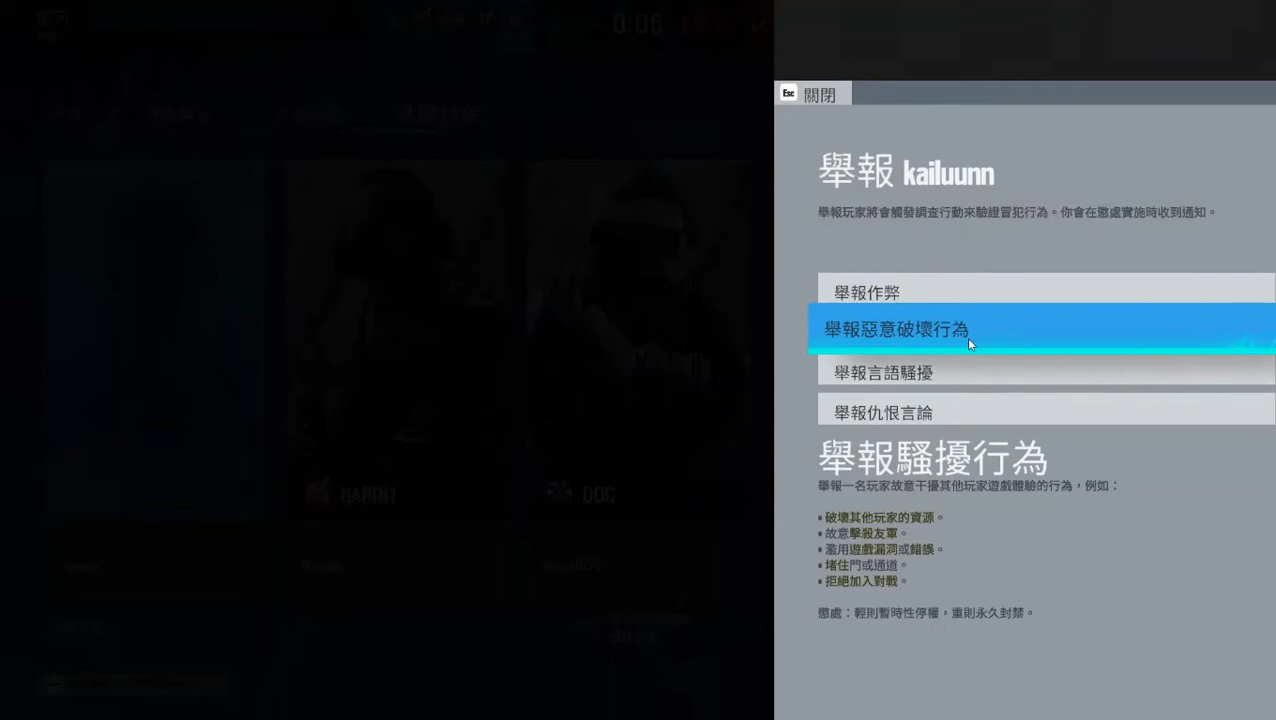 0:06
DOC
Esc 關閉
舉報 kailuunn
舉報玩家將會觸發調查行動來驗證冒犯行為。你會在懲處實施時收到通知。
舉報作弊
舉報惡意破壞行為
舉報言語騷擾
舉報仇恨言論
舉報騷擾行為
舉報一名玩家故意干擾其他玩家遊戲體驗的行為，例如：
• 破壞其他玩家的資源。
• 故意擊殺友軍。
• 濫用遊戲漏洞或錯誤。
• 堵住門或通道。
• 拒絕加入對戰。
懲處：輕則暫時性停權，重則永久封禁。